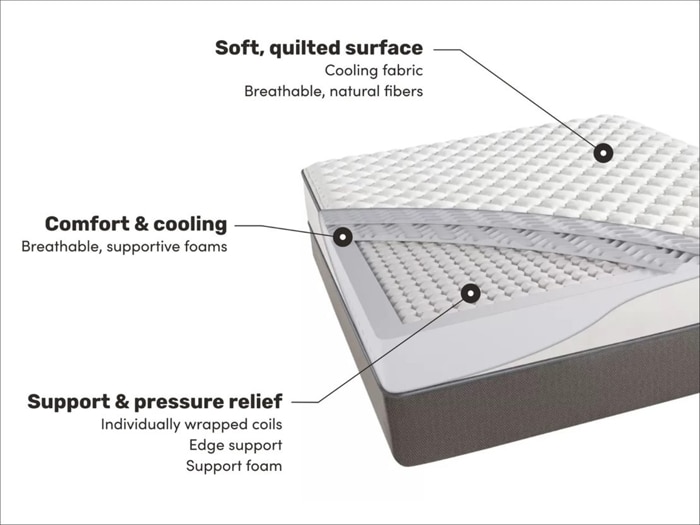 Soft, quilted surface
Cooling fabric
Breathable, natural fibers
Comfort & cooling
Breathable, supportive foams
Support & pressure relief
Individually wrapped coils
Edge support
Support foam